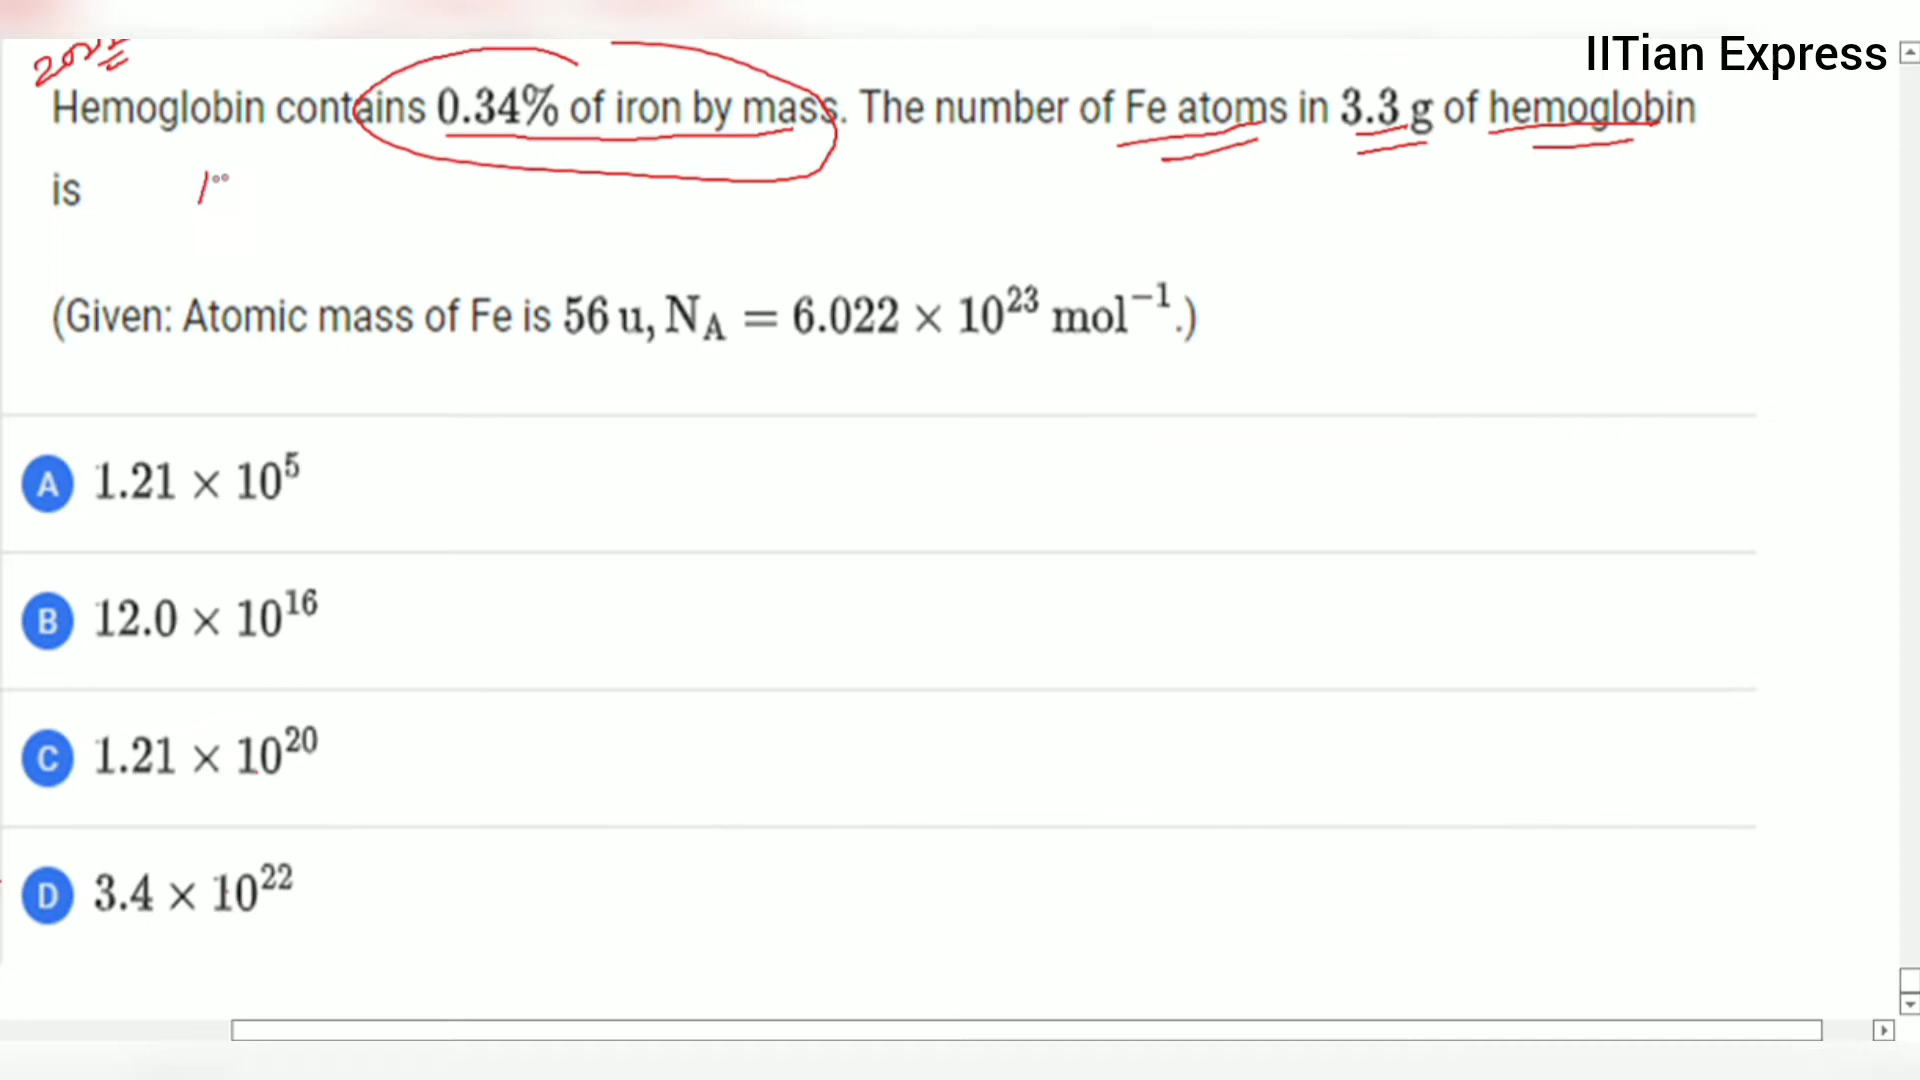 IITian Express
Hemoglobin contains 0.34% of iron by mass. The number of Fe atoms in 3.3 g of hemoglobin
is
(Given: Atomic mass of Fe is 56 u, N_A = 6.022 × 10^23 mol^−1.)
A 1.21 × 10^5
B 12.0 × 10^16
C 1.21 × 10^20
D 3.4 × 10^22